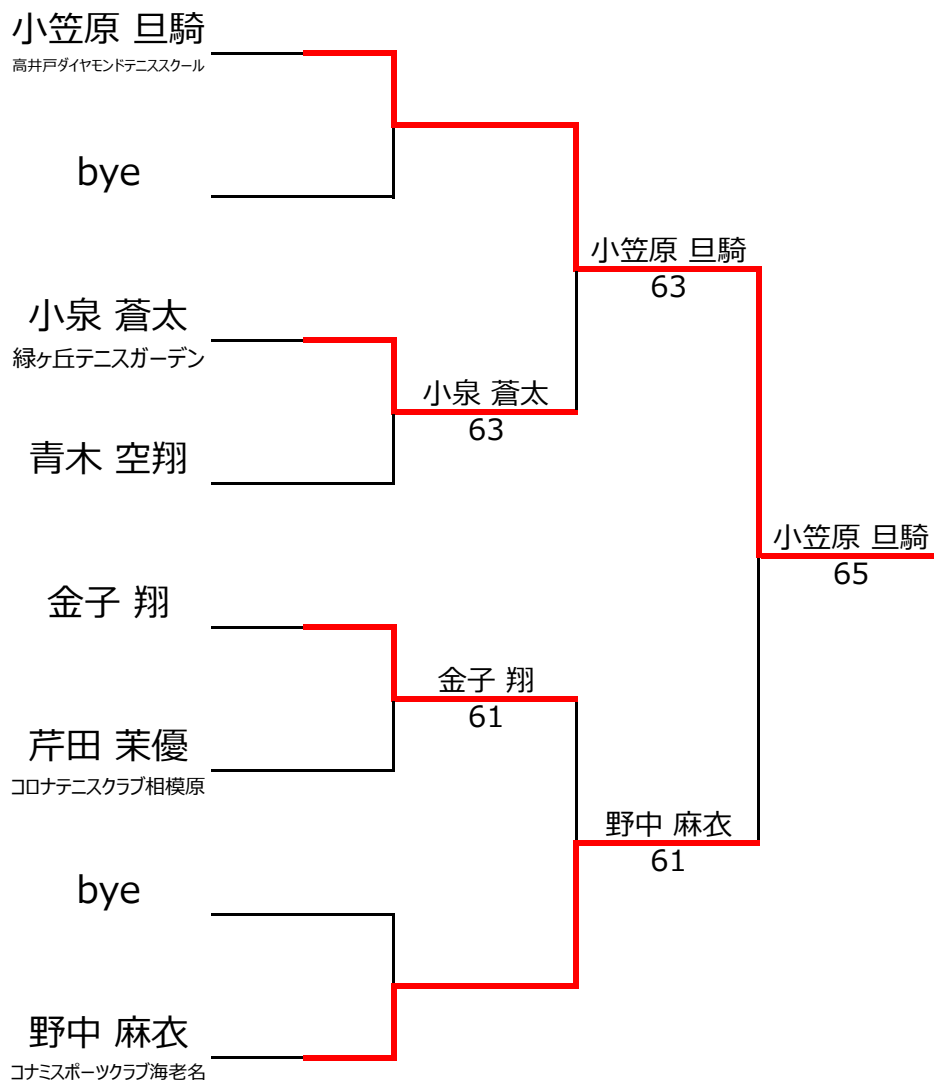 小笠原 旦騎
高井戸ダイヤモンドテニススクール
bye
小笠原 旦騎
63
小泉 蒼太
緑ヶ丘テニスガーデン
小泉 蒼太
63
青木 空翔
小笠原 旦騎
65
金子 翔
金子 翔
61
芹田 茉優
コロナテニスクラブ相模原
野中 麻衣
61
bye
野中 麻衣
コナミスポーツクラブ海老名